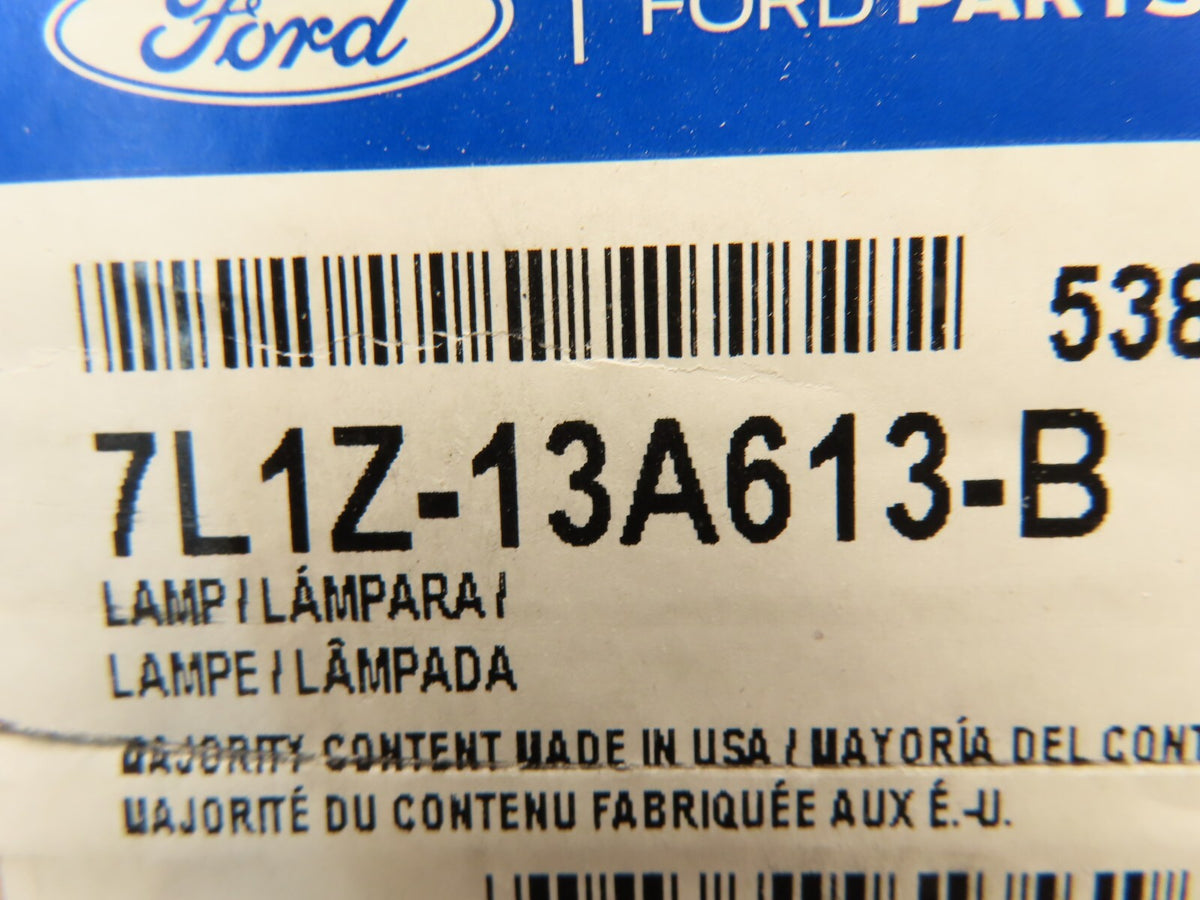 Ford FORD PARTS
538
7L1Z-13A613-B
LAMP / LÁMPARA /
LAMPE / LÂMPADA
MAJORITY CONTENT MADE IN USA / MAYORÍA DEL CONT
MAJORITÉ DU CONTENU FABRIQUÉE AUX É.-U.